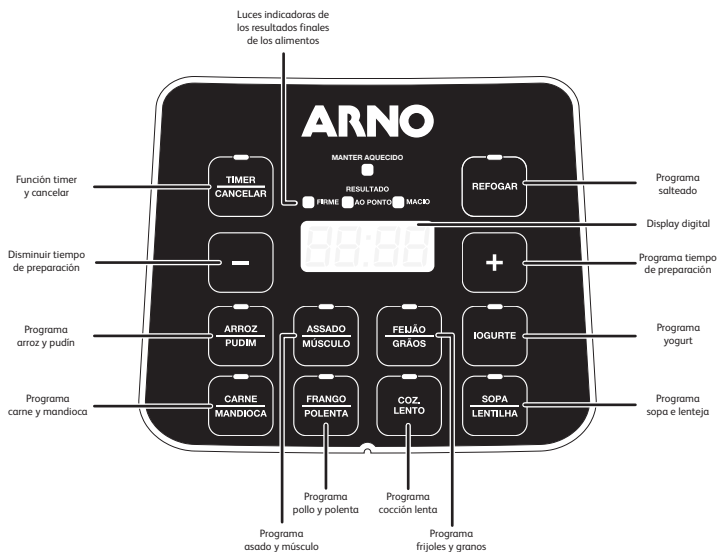 Luces indicadoras de
los resultados finales
de los alimentos
ARNO
MANTER AQUECIDO
RESULTADO
FIRME
AO PONTO
MACIO
88:88
Función timer
y cancelar
TIMER
CANCELAR
REFOGAR
Programa
salteado
Display digital
Disminuir tiempo
de preparación
−
+
Programa tiempo
de preparación
Programa
arroz y pudín
ARROZ
PUDIM
ASSADO
MÚSCULO
FEIJÃO
GRÃOS
IOGURTE
Programa
yogurt
Programa
carne y mandioca
CARNE
MANDIOCA
FRANGO
POLENTA
COZ.
LENTO
SOPA
LENTILHA
Programa
sopa e lenteja
Programa
pollo y polenta
Programa
cocción lenta
Programa
asado y músculo
Programa
frijoles y granos